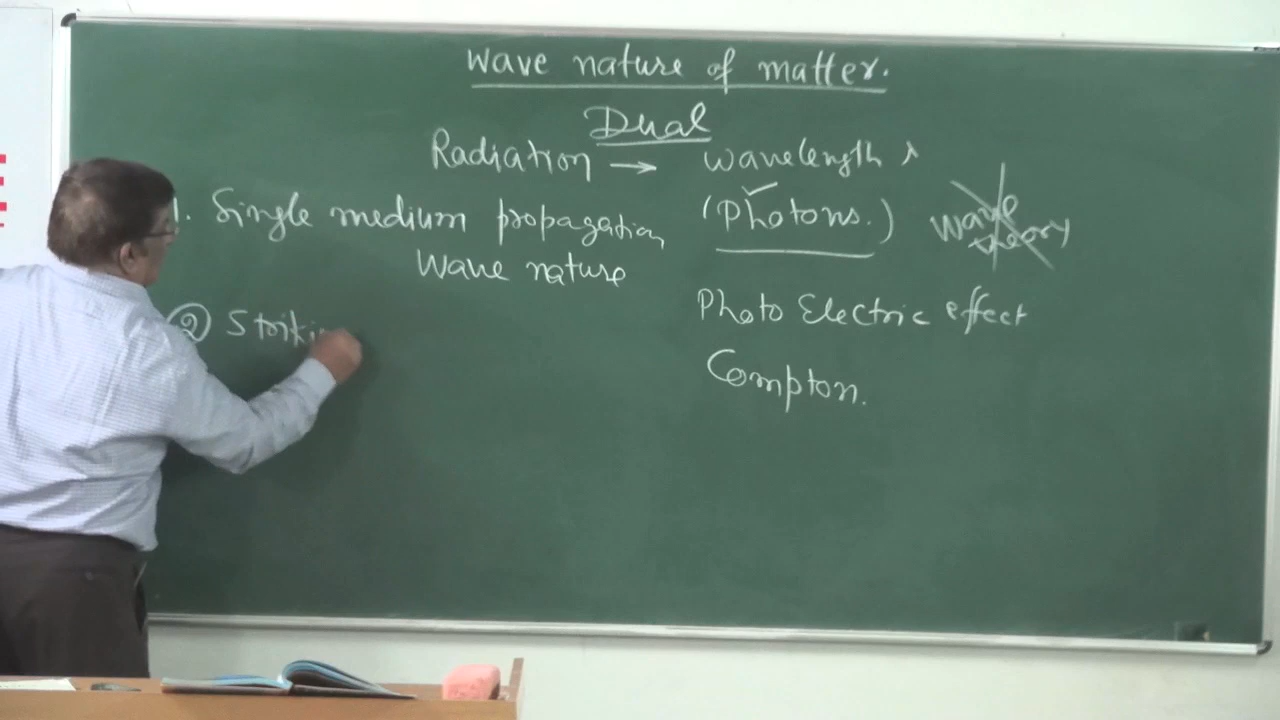 Wave nature of matter.
Dual
Radiation → wavelength λ
1. Single medium propagation
Wave nature
(Photons.)
wave
theory
Photo Electric effect
② Striki
Compton.